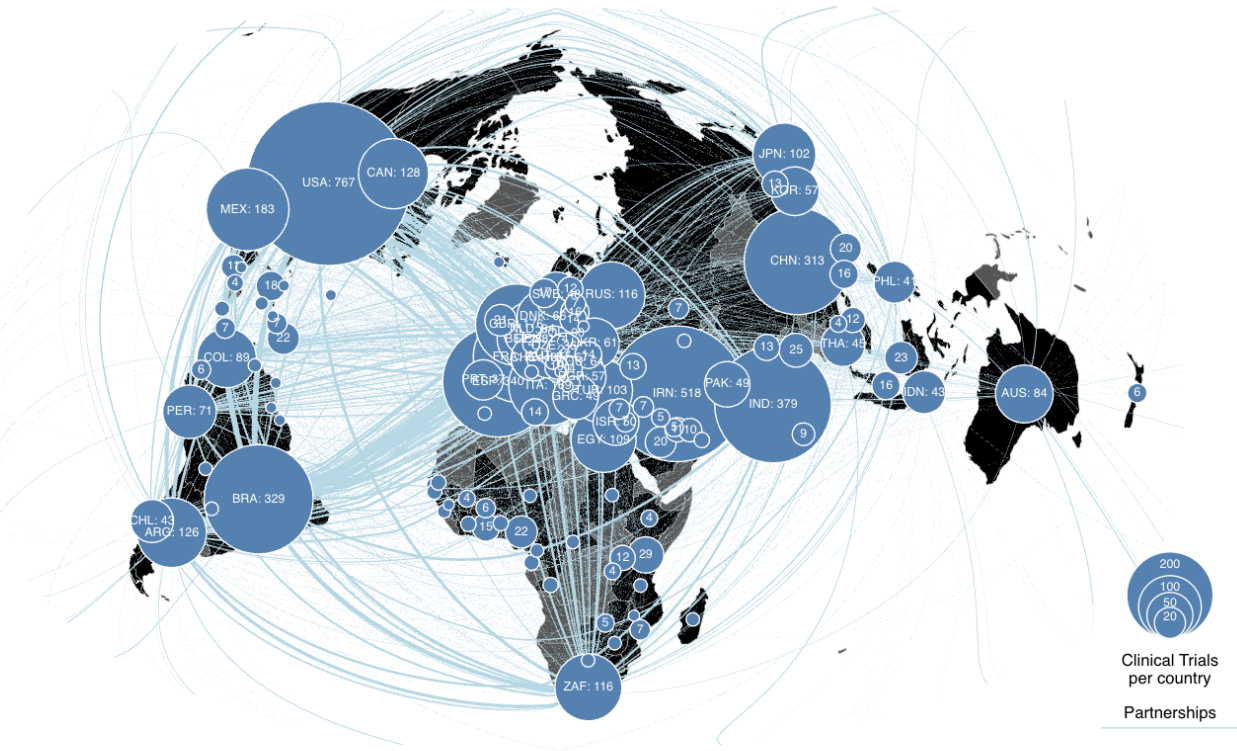 JPN: 102
CAN: 128
USA: 767
13
KOR: 57
MEX: 183
20
CHN: 313
11
16
4
18
PHL: 41
12
RUS: 116
7
21
12
4
7
7
22
UKR: 61
THA: 45
13
25
COL: 89
23
6
13
PAK: 49
16
IRN: 518
IDN: 43
AUS: 84
6
TUR: 103
IND: 379
GRC: 49
PER: 71
14
7
7
5
ISR: 60
10
9
EGY: 109
20
BRA: 329
4
6
CHL: 43
15
22
4
ARG: 126
12
29
4
5
7
ZAF: 116
200
100
50
20
Clinical Trials
per country
Partnerships